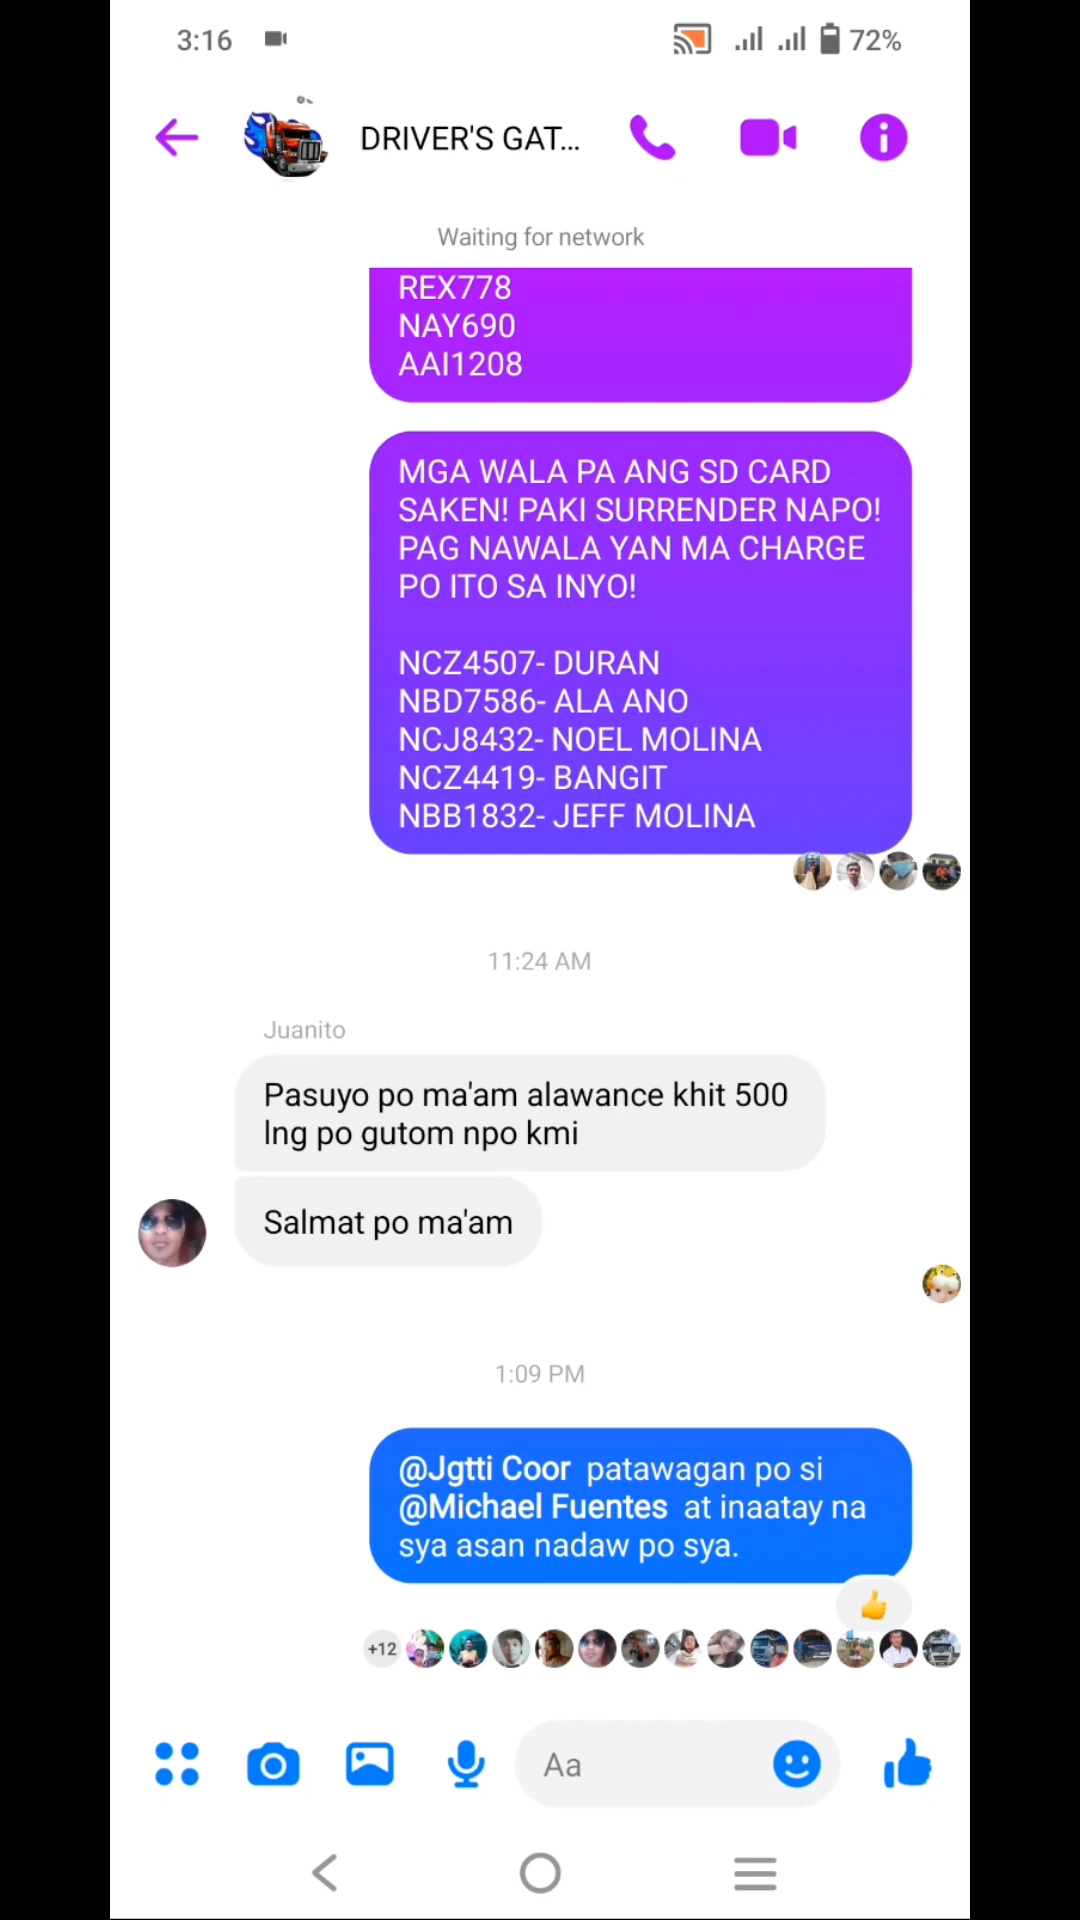 3:16
72%
DRIVER'S GAT...
Waiting for network
REX778
NAY690
AAI1208
MGA WALA PA ANG SD CARD
SAKEN! PAKI SURRENDER NAPO!
PAG NAWALA YAN MA CHARGE
PO ITO SA INYO!
NCZ4507- DURAN
NBD7586- ALA ANO
NCJ8432- NOEL MOLINA
NCZ4419- BANGIT
NBB1832- JEFF MOLINA
11:24 AM
Juanito
Pasuyo po ma'am alawance khit 500
lng po gutom npo kmi
Salmat po ma'am
1:09 PM
@Jgtti Coor patawagan po si
@Michael Fuentes at inaatay na
sya asan nadaw po sya.
+12
Aa